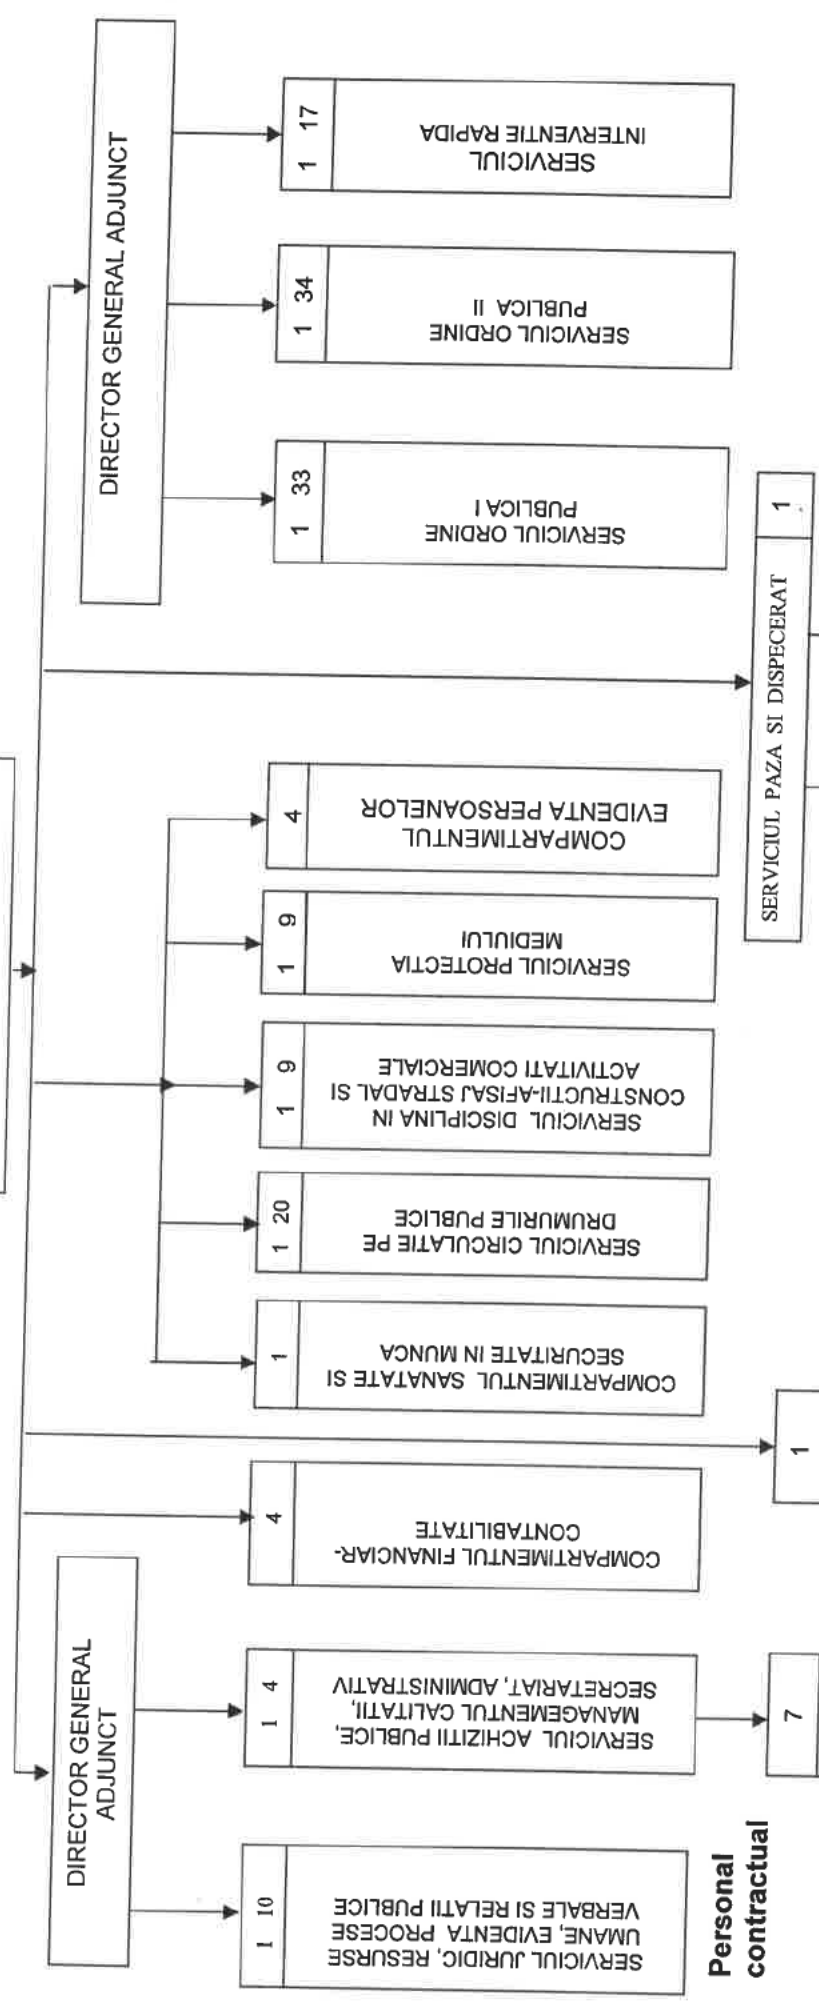 DIRECTOR GENERAL
ADJUNCT
DIRECTOR GENERAL ADJUNCT
1 10
SERVICIUL JURIDIC, RESURSE
UMANE, EVIDENTA PROCESE
VERBALE SI RELATII PUBLICE
1 4
SERVICIUL ACHIZITII PUBLICE,
MANAGEMENTUL CALITATII,
SECRETARIAT, ADMINISTRATIV
4
COMPARTIMENTUL FINANCIAR-
CONTABILITATE
1
COMPARTIMENTUL SANATATE SI
SECURITATE IN MUNCA
1 20
SERVICIUL CIRCULATIE PE
DRUMURILE PUBLICE
1 9
SERVICIUL DISCIPLINA IN
CONSTRUCTII-AFISAJ STRADAL SI
ACTIVITATI COMERCIALE
1 9
SERVICIUL PROTECTIA
MEDIULUI
4
COMPARTIMENTUL
EVIDENTA PERSOANELOR
1 33
SERVICIUL ORDINE
PUBLICA I
1 34
SERVICIUL ORDINE
PUBLICA II
1 17
SERVICIUL
INTERVENTIE RAPIDA
Personal
contractual
7
1
SERVICIUL PAZA SI DISPECERAT
1